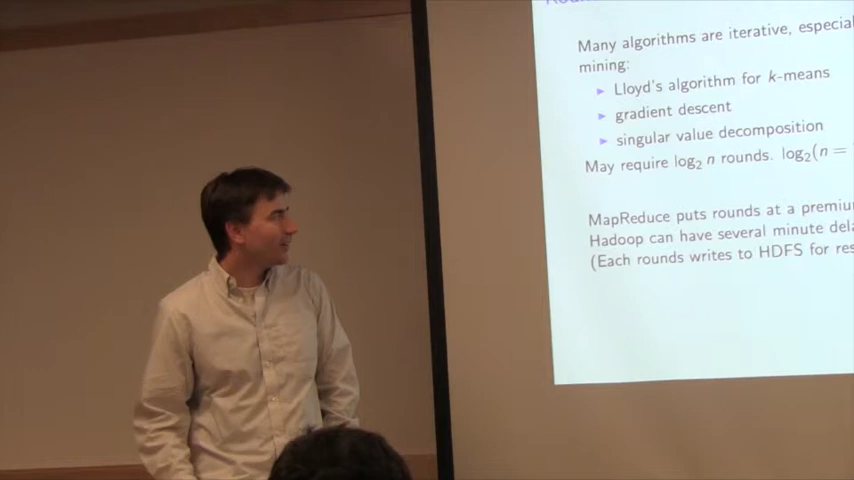 Many algorithms are iterative, especial
mining:
Lloyd's algorithm for k-means
gradient descent
singular value decomposition
May require log₂ n rounds. log₂(n =
MapReduce puts rounds at a premium
Hadoop can have several minute dela
(Each rounds writes to HDFS for res